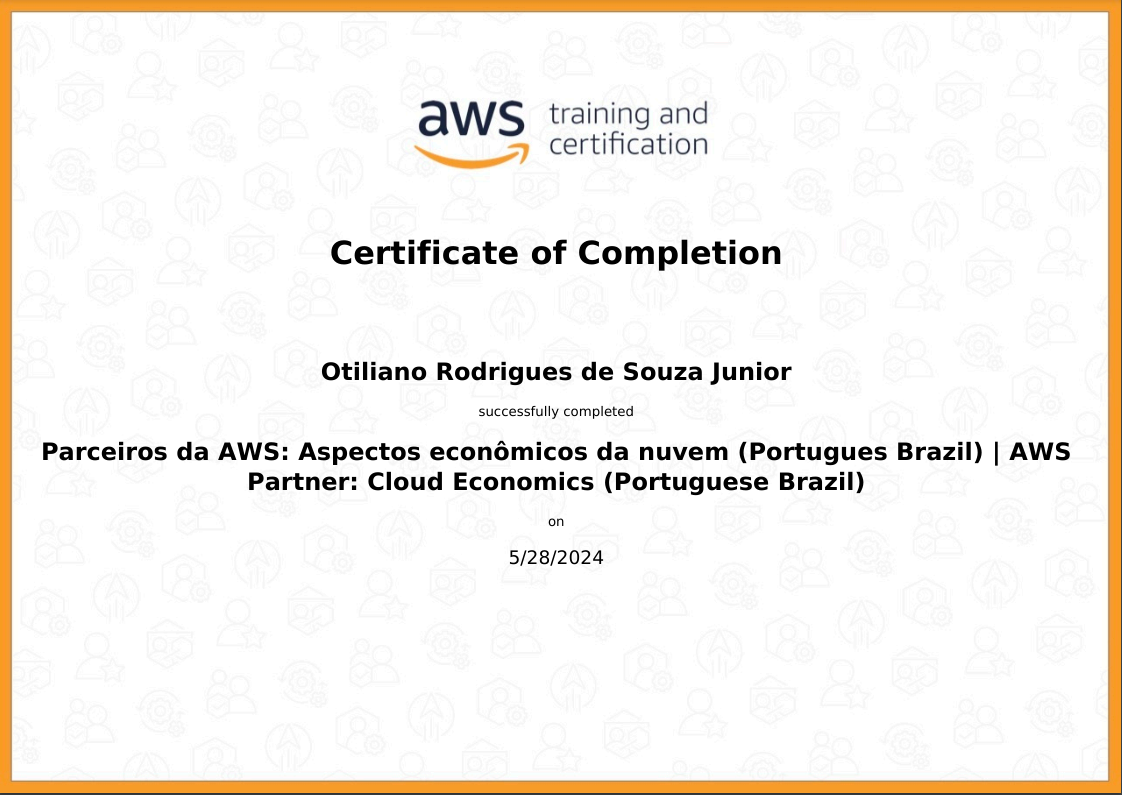 aws training and
certification
Certificate of Completion
Otiliano Rodrigues de Souza Junior
successfully completed
Parceiros da AWS: Aspectos econômicos da nuvem (Portugues Brazil) | AWS
Partner: Cloud Economics (Portuguese Brazil)
on
5/28/2024